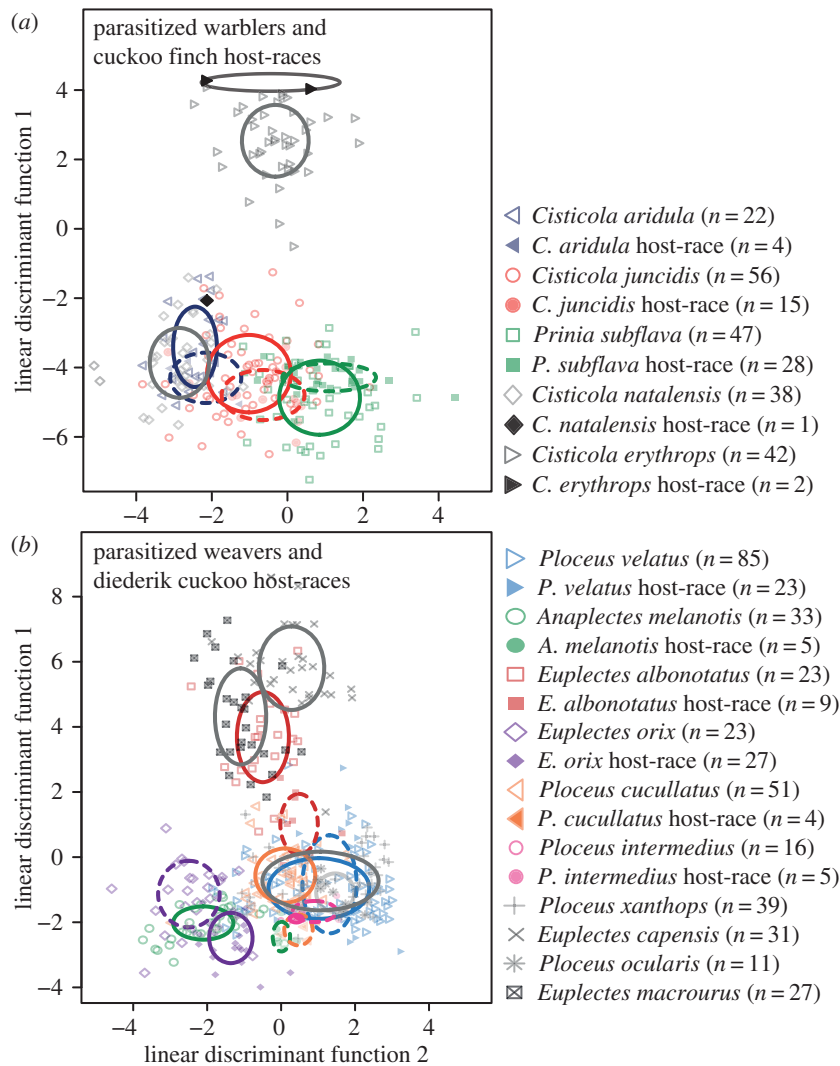 (a)
parasitized warblers and
cuckoo finch host-races
4
2
0
−2
−4
−6
linear discriminant function 1
−4 −2 0 2 4
Cisticola aridula (n = 22)
C. aridula host-race (n = 4)
Cisticola juncidis (n = 56)
C. juncidis host-race (n = 15)
Prinia subflava (n = 47)
P. subflava host-race (n = 28)
Cisticola natalensis (n = 38)
C. natalensis host-race (n = 1)
Cisticola erythrops (n = 42)
C. erythrops host-race (n = 2)
(b)
parasitized weavers and
diederik cuckoo host-races
8
6
4
2
0
−2
−4
linear discriminant function 1
−4 −2 0 2 4
linear discriminant function 2
Ploceus velatus (n = 85)
P. velatus host-race (n = 23)
Anaplectes melanotis (n = 33)
A. melanotis host-race (n = 5)
Euplectes albonotatus (n = 23)
E. albonotatus host-race (n = 9)
Euplectes orix (n = 23)
E. orix host-race (n = 27)
Ploceus cucullatus (n = 51)
P. cucullatus host-race (n = 4)
Ploceus intermedius (n = 16)
P. intermedius host-race (n = 5)
Ploceus xanthops (n = 39)
Euplectes capensis (n = 31)
Ploceus ocularis (n = 11)
Euplectes macrourus (n = 27)